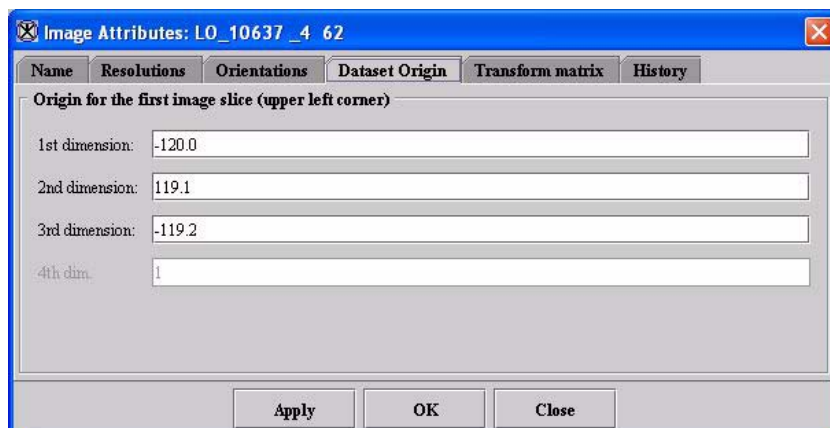 Image Attributes: LO_10637 _4 62
Name Resolutions Orientations Dataset Origin Transform matrix History
Origin for the first image slice (upper left corner)
1st dimension: -120.0
2nd dimension: 119.1
3rd dimension: -119.2
4th dim. 1
Apply OK Close